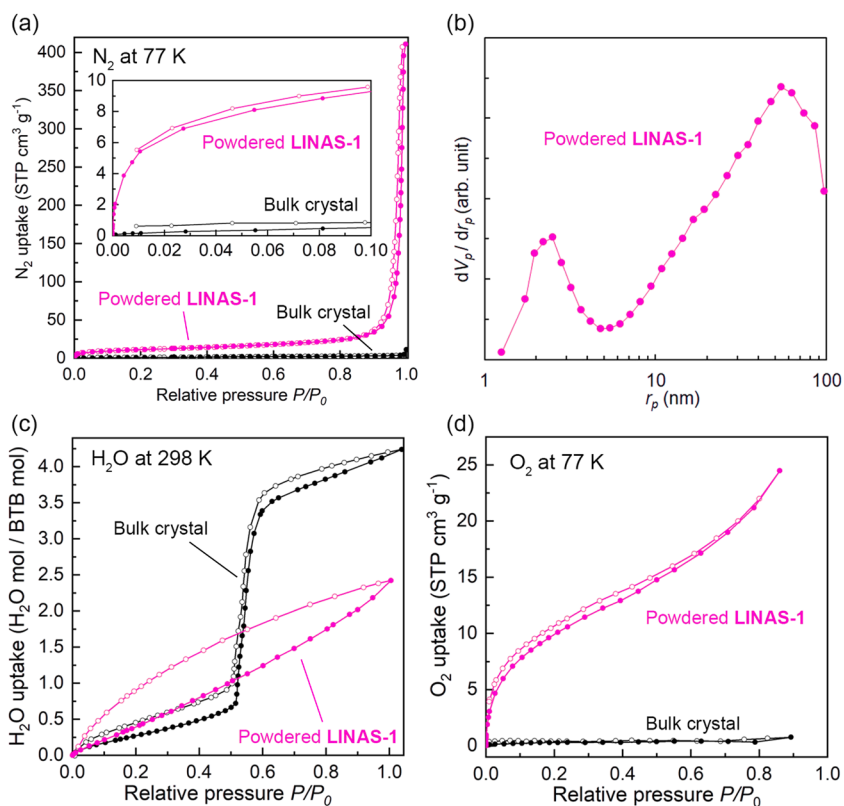 (a)
N₂ at 77 K
N₂ uptake (STP cm³ g⁻¹)
400
350
300
250
200
150
100
50
0
10
8
6
4
2
0
0.00
0.02
0.04
0.06
0.08
0.10
Powdered LINAS-1
Bulk crystal
Powdered LINAS-1
Bulk crystal
0.0
0.2
0.4
0.6
0.8
1.0
Relative pressure P/P₀
(b)
Powdered LINAS-1
dVₚ/drₚ (arb. unit)
1
10
100
rₚ (nm)
(c)
H₂O at 298 K
H₂O uptake (H₂O mol / BTB mol)
4.0
3.5
3.0
2.5
2.0
1.5
1.0
0.5
0.0
Bulk crystal
Powdered LINAS-1
0.0
0.2
0.4
0.6
0.8
1.0
Relative pressure P/P₀
(d)
O₂ at 77 K
O₂ uptake (STP cm³ g⁻¹)
25
20
15
10
5
0
Powdered LINAS-1
Bulk crystal
0.0
0.2
0.4
0.6
0.8
1.0
Relative pressure P/P₀